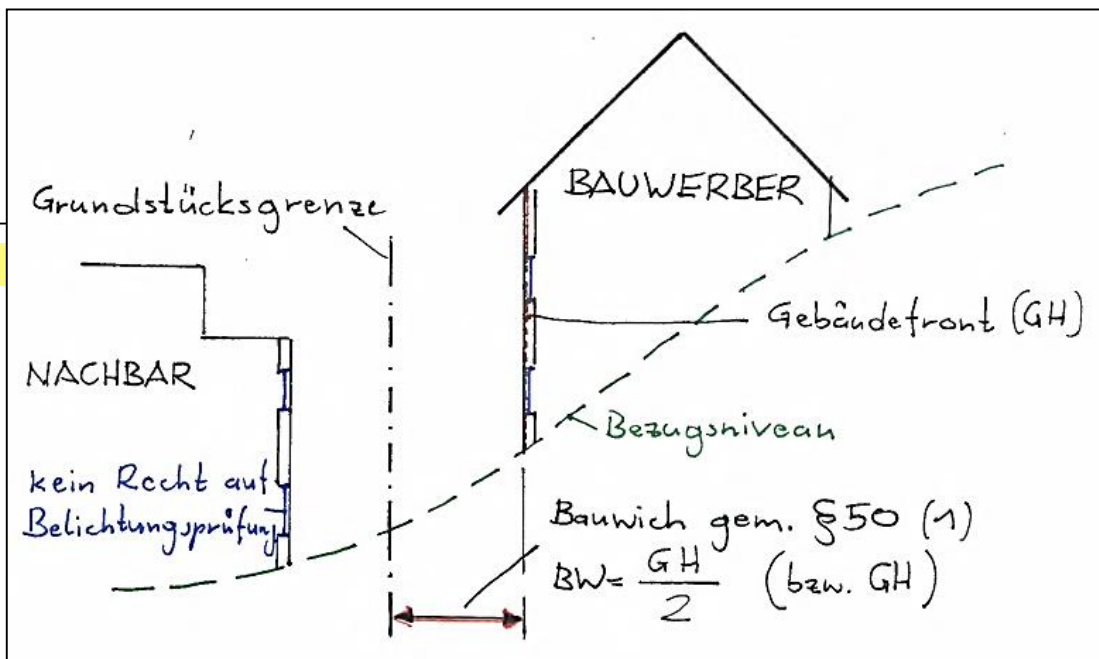 Grundstücksgrenze
BAUWERBER
Gebäudefront (GH)
NACHBAR
Bezugsniveau
kein Recht auf
Belichtungsprüfung
Bauwich gem. §50 (1)
BW= GH/2 (bzw. GH)